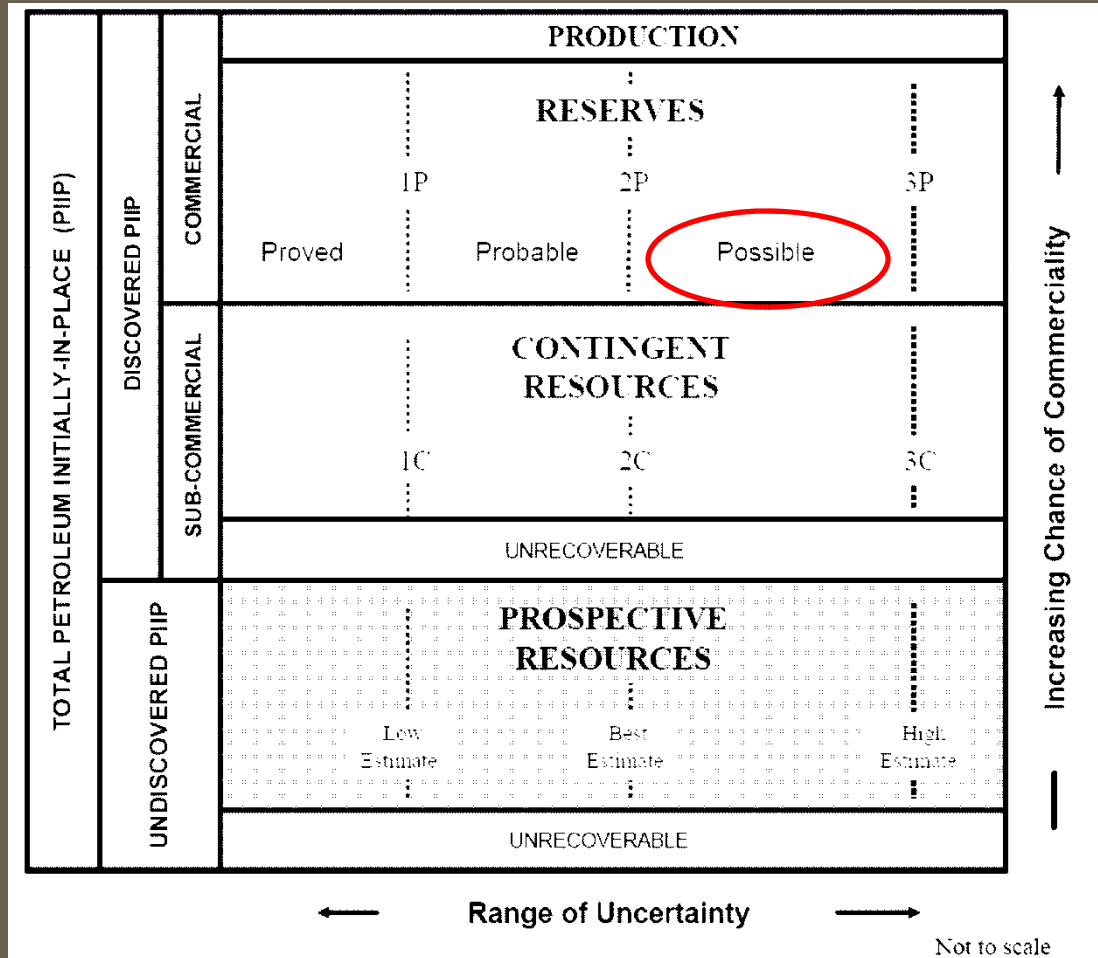 PRODUCTION
RESERVES
1P
2P
3P
Proved
Probable
Possible
CONTINGENT
RESOURCES
1C
2C
3C
UNRECOVERABLE
PROSPECTIVE
RESOURCES
Low
Estimate
Best
Estimate
High
Estimate
UNRECOVERABLE
TOTAL PETROLEUM INITIALLY-IN-PLACE (PIIP)
DISCOVERED PIIP
UNDISCOVERED PIIP
COMMERCIAL
SUB-COMMERCIAL
Increasing Chance of Commerciality
Range of Uncertainty
Not to scale